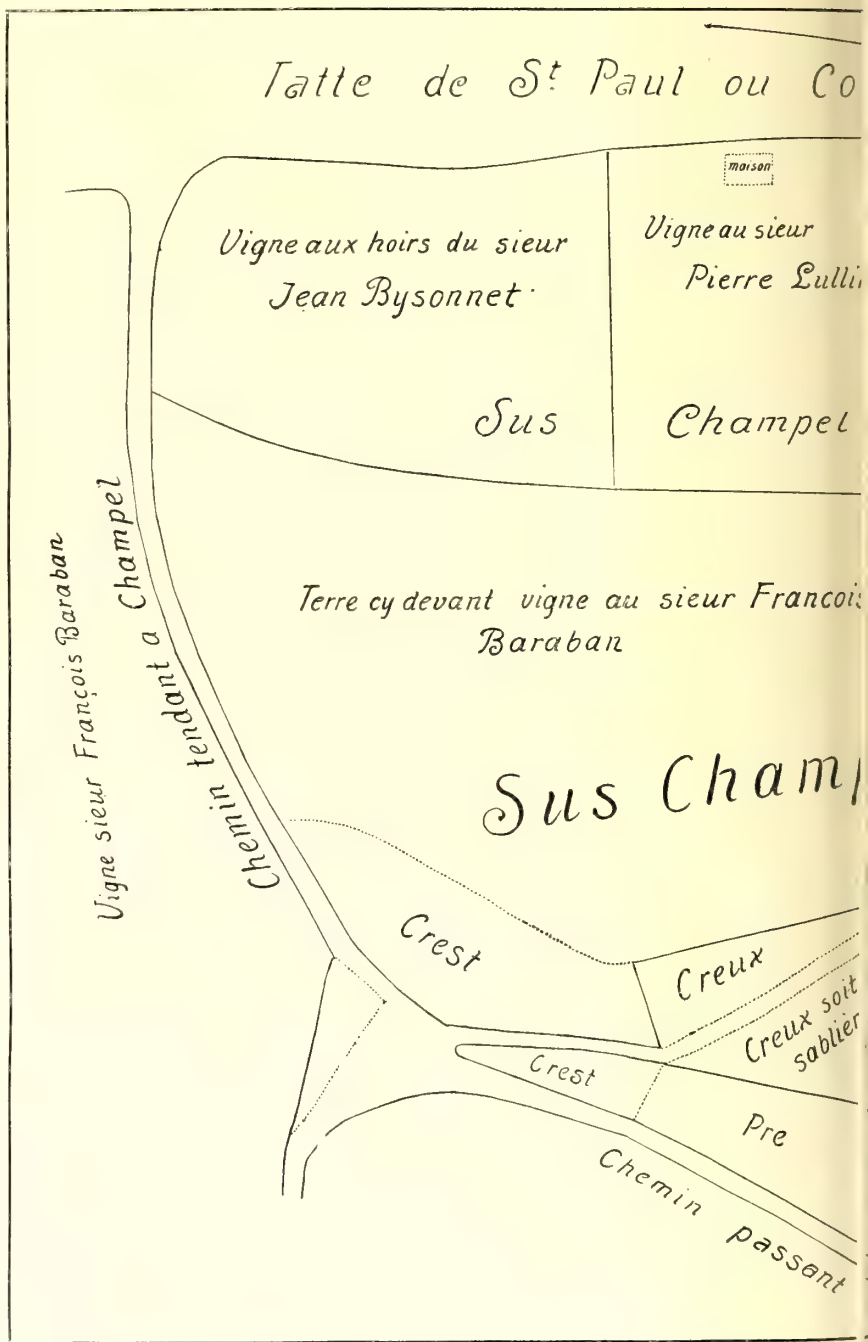 Tatte de St Paul ou Co
maison
Vigne aux hoirs du sieur
Jean Bysonnet
Vigne au sieur
Pierre Lulli
Sus Champel
Vigne sieur François Baraban
Chemin tendant a Champel
Terre cy devant vigne au sieur Francois
Baraban
Sus Champ
Crest
Creux
Creux soit
sablièr
Crest
Pre
Chemin passant